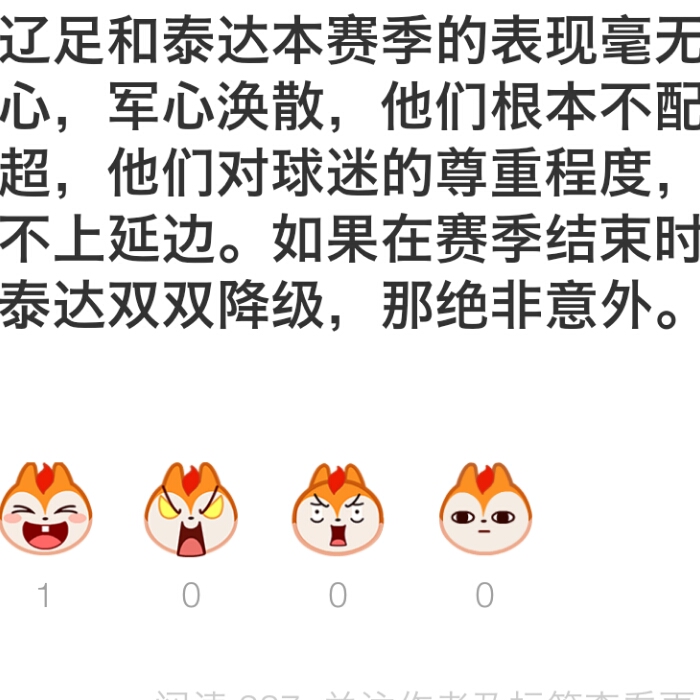 辽足和泰达本赛季的表现毫无
心，军心涣散，他们根本不配
超，他们对球迷的尊重程度，
不上延边。如果在赛季结束时
泰达双双降级，那绝非意外。
1 0 0 0